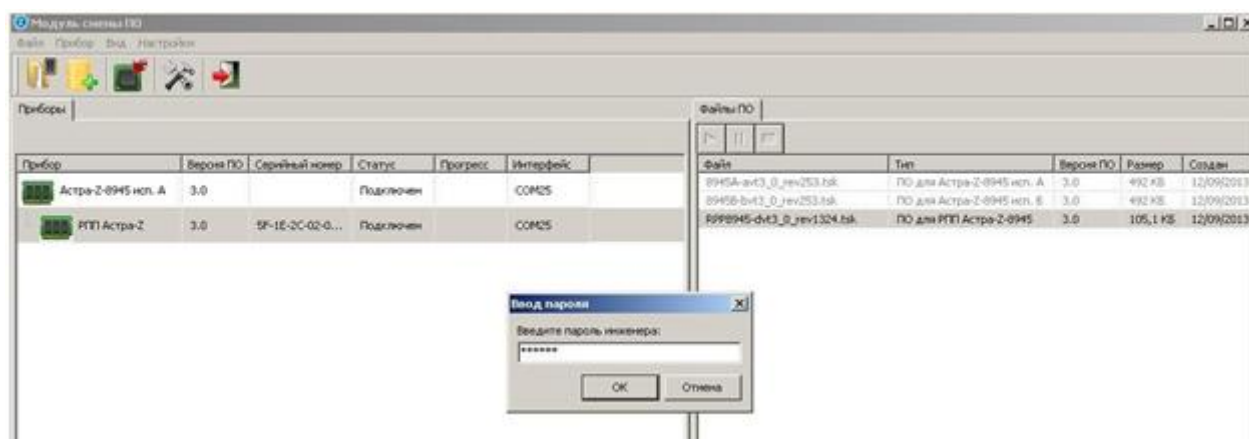 Модуль смены ПО
Файл Прибор Вид Настройки
Приборы
Файлы ПО
Прибор Версия ПО Серийный номер Статус Прогресс Интерфейс
Файл Тип Версия ПО Размер Создан
Астра-Z-8945 исп. А 3.0 Подключен COM25
8945A-avt3_0_rev253.tsk ПО для Астра-Z-8945 исп. А 3.0 492 КБ 12/09/2013
8945B-bvt3_0_rev253.tsk ПО для Астра-Z-8945 исп. Б 3.0 492 КБ 12/09/2013
РПП Астра-Z 3.0 5F-1E-2C-02-0... Подключен COM25
RPP8945-dvt3_0_rev1324.tsk ПО для РПП Астра-Z-8945 3.0 105,1 КБ 12/09/2013
Ввод пароля
Введите пароль инженера:
******
OK Отмена